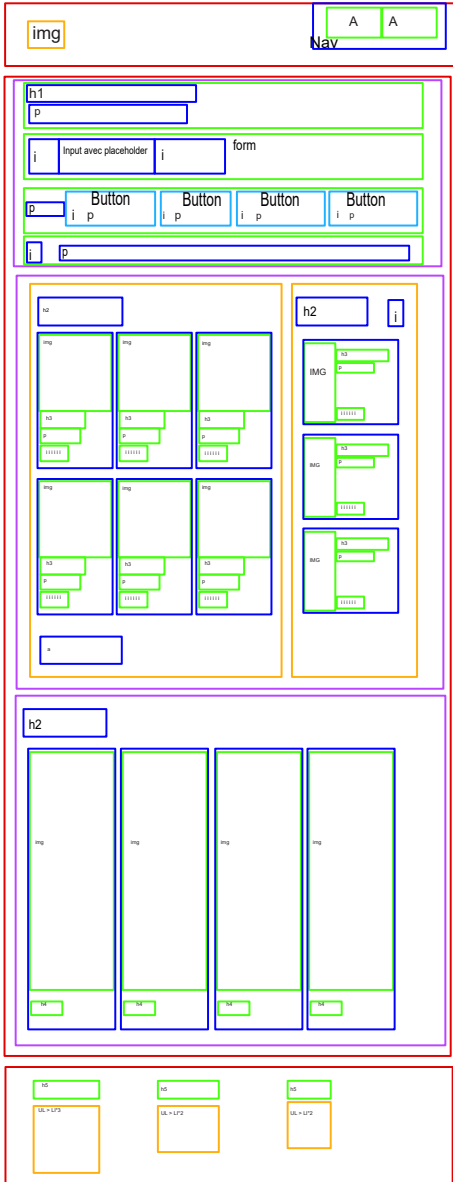 img
A A
Nav
h1
p
i Input avec placeholder i form
p Button Button Button Button
i p i p i p i p
i p
h2 h2 i
img img img
IMG
h3
p
h3 h3 h3
p p p
i i i i i i i i i i i i i i i i i i
i i i i i i
IMG
h3
p
img img img
i i i i i i
IMG
h3
p
h3 h3 h3
p p p
i i i i i i i i i i i i i i i i i i
i i i i i i
a
h2
img img img img
h4 h4 h4 h4
h5 h5 h5
UL > LI*3 UL > LI*2 UL > LI*2